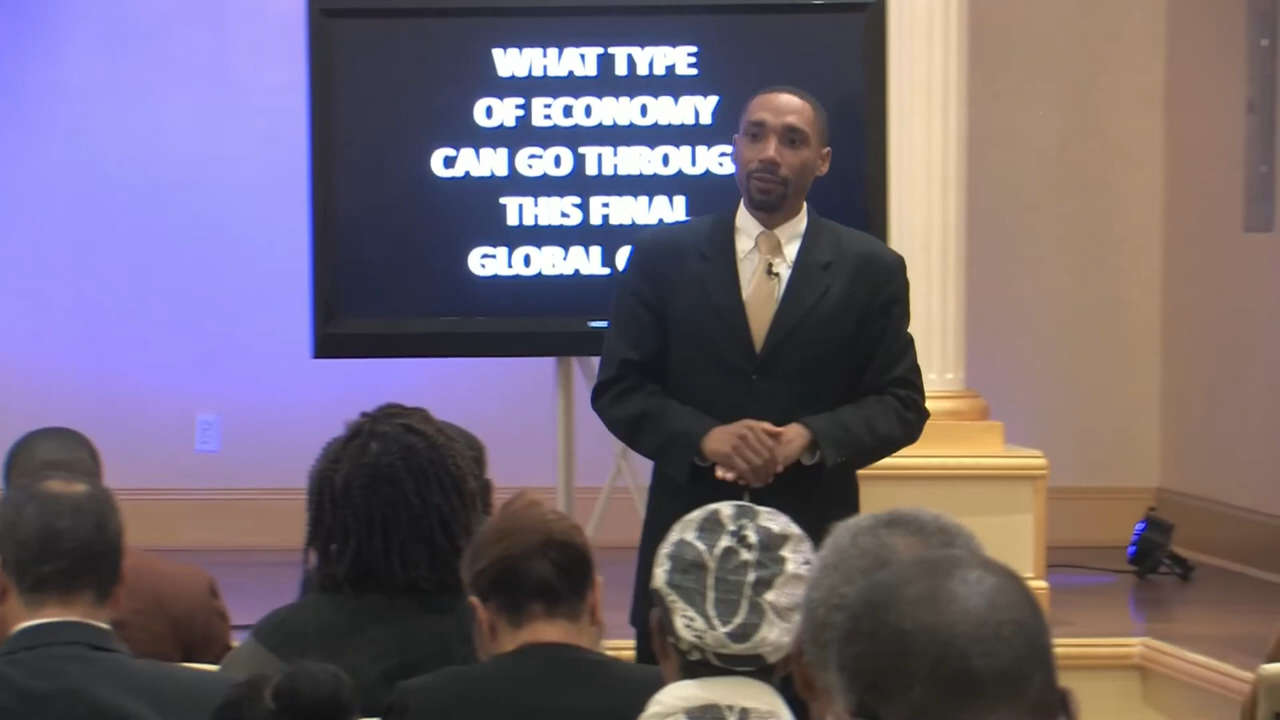 WHAT TYPE
OF ECONOMY
CAN GO THROUG
THIS FINAL
GLOBAL